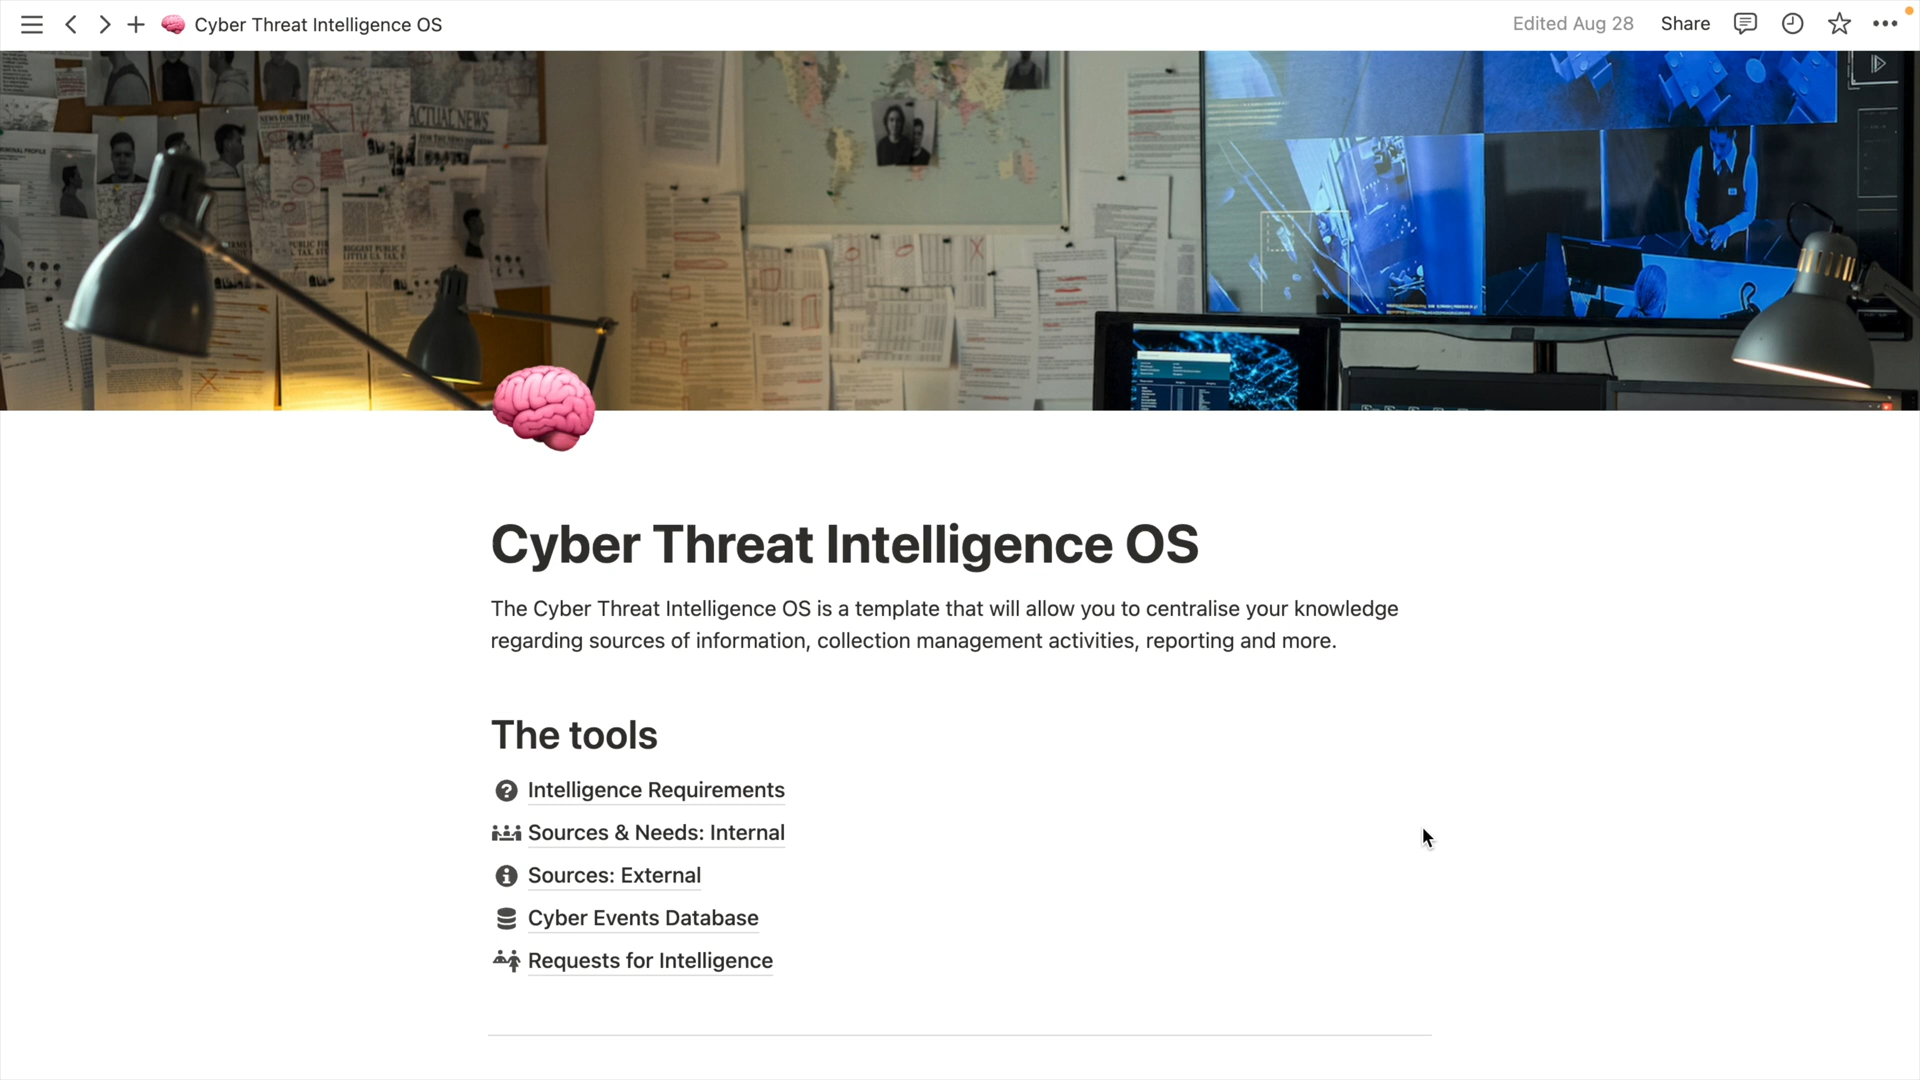 Cyber Threat Intelligence OS
Edited Aug 28
Share
ACTUAL NEWS
Cyber Threat Intelligence OS
The Cyber Threat Intelligence OS is a template that will allow you to centralise your knowledge
regarding sources of information, collection management activities, reporting and more.
The tools
Intelligence Requirements
Sources & Needs: Internal
Sources: External
Cyber Events Database
Requests for Intelligence